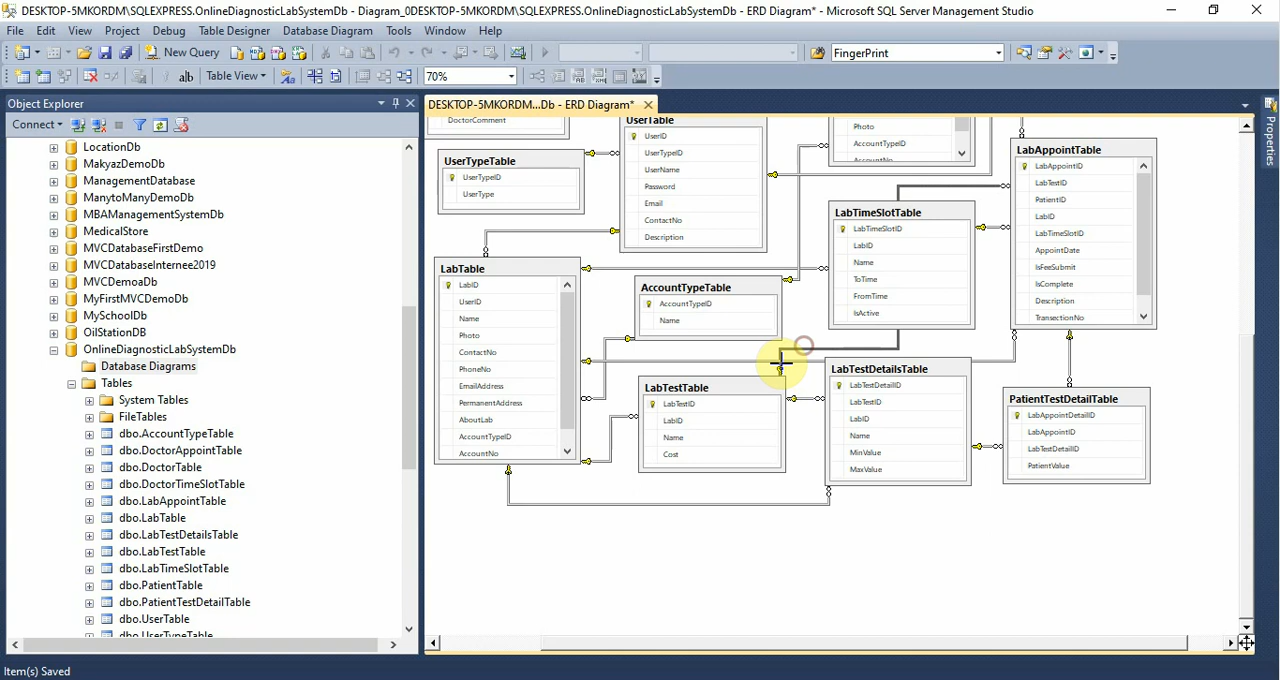 DESKTOP-5MKORDM\SQLEXPRESS.OnlineDiagnosticLabSystemDb - Diagram_0DESKTOP-5MKORDM\SQLEXPRESS.OnlineDiagnosticLabSystemDb - ERD Diagram* - Microsoft SQL Server Management Studio
File Edit View Project Debug Table Designer Database Diagram Tools Window Help
New Query FingerPrint
ab Table View 70%
Object Explorer
Connect
LocationDb
MakyazDemoDb
ManagementDatabase
ManytoManyDemoDb
MBAManagementSystemDb
MedicalStore
MVCDatabaseFirstDemo
MVCDatabaseInternee2019
MVCDemoaDb
MyFirstMVCDemoDb
MySchoolDb
OilStationDB
OnlineDiagnosticLabSystemDb
Database Diagrams
Tables
System Tables
FileTables
dbo.AccountTypeTable
dbo.DoctorAppointTable
dbo.DoctorTable
dbo.DoctorTimeSlotTable
dbo.LabAppointTable
dbo.LabTable
dbo.LabTestDetailsTable
dbo.LabTestTable
dbo.LabTimeSlotTable
dbo.PatientTable
dbo.PatientTestDetailTable
dbo.UserTable
dbo.UserTypeTable
DESKTOP-5MKORDM...Db - ERD Diagram*
DoctorComment
UserTypeTable
UserTypeID
UserType
UserTable
UserID
UserTypeID
UserName
Password
Email
ContactNo
Description
Photo
AccountTypeID
AccountNo
LabAppointTable
LabAppointID
LabTestID
PatientID
LabID
LabTimeSlotID
AppointDate
IsFeeSubmit
IsComplete
Description
TransectionNo
LabTimeSlotTable
LabTimeSlotID
LabID
Name
ToTime
FromTime
IsActive
LabTable
LabID
UserID
Name
Photo
ContactNo
PhoneNo
EmailAddress
PermanentAddress
AboutLab
AccountTypeID
AccountNo
AccountTypeTable
AccountTypeID
Name
LabTestTable
LabTestID
LabID
Name
Cost
LabTestDetailsTable
LabTestDetailID
LabTestID
LabID
Name
MinValue
MaxValue
PatientTestDetailTable
LabAppointDetailID
LabAppointID
LabTestDetailID
PatientValue
Properties
Item(s) Saved